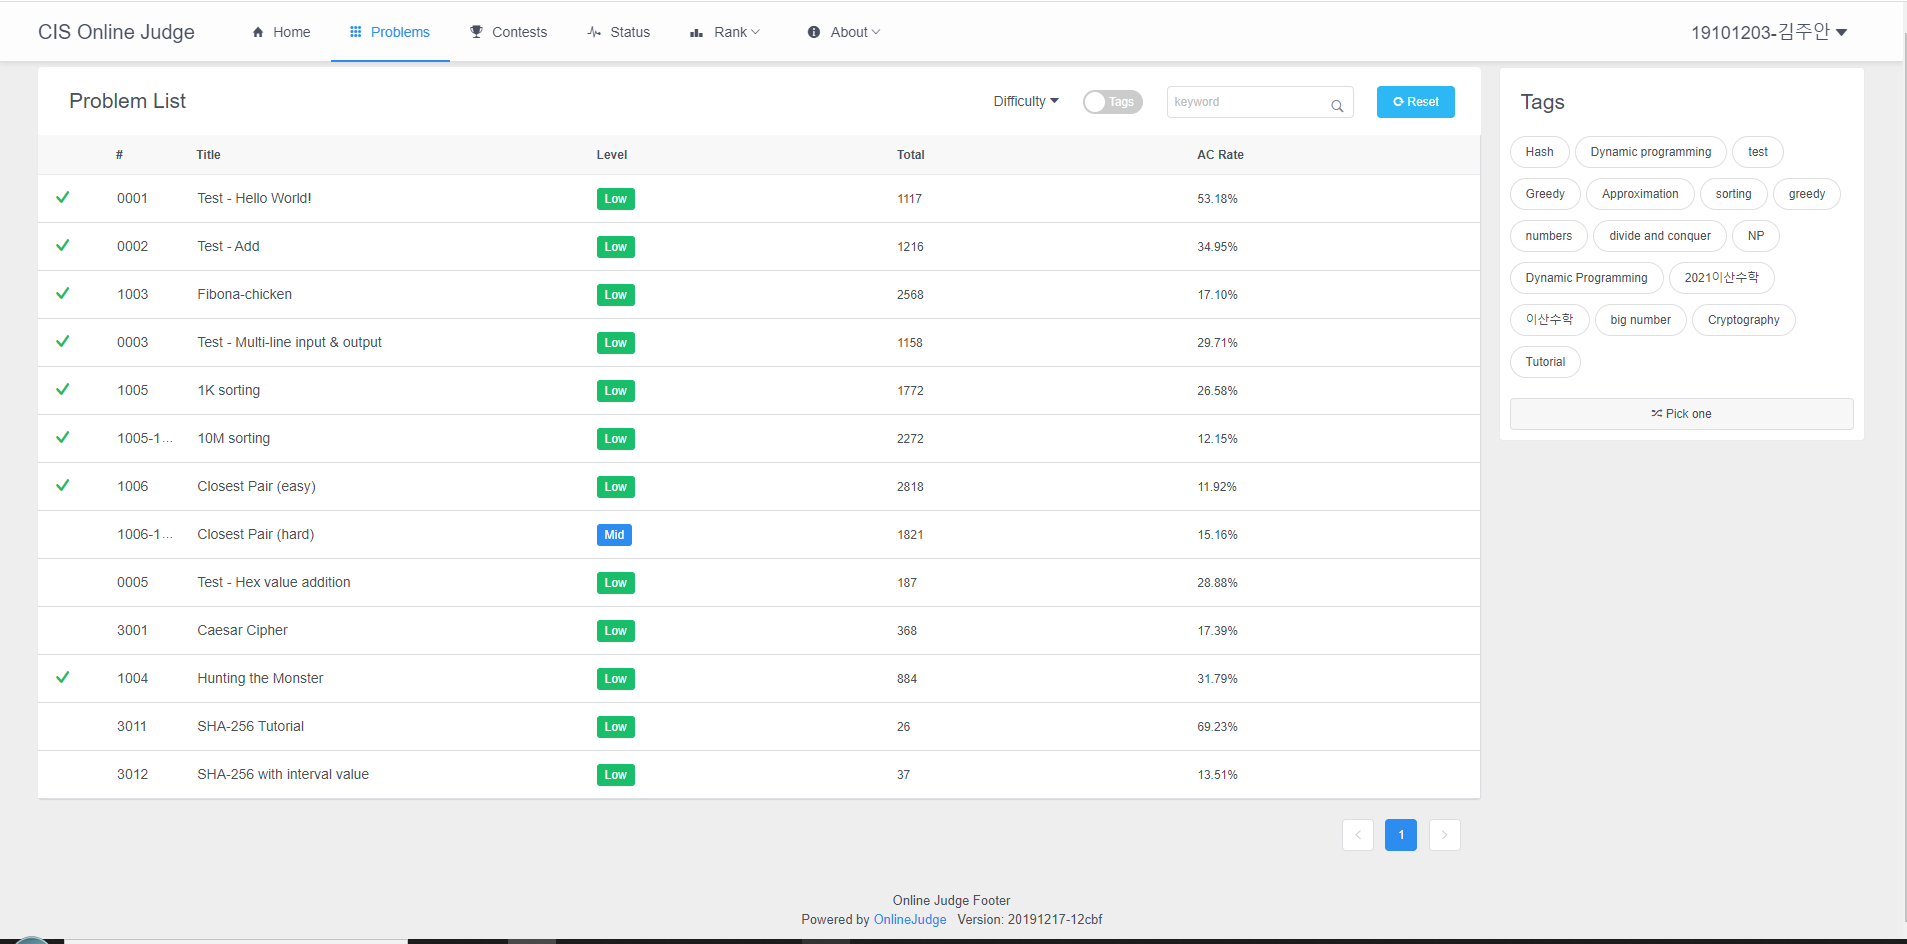 CIS Online Judge Home Problems Contests Status Rank About 19101203-김주안
Problem List Difficulty Tags keyword Reset
# Title Level Total AC Rate
0001 Test - Hello World! Low 1117 53.18%
0002 Test - Add Low 1216 34.95%
1003 Fibona-chicken Low 2568 17.10%
0003 Test - Multi-line input & output Low 1158 29.71%
1005 1K sorting Low 1772 26.58%
1005-1... 10M sorting Low 2272 12.15%
1006 Closest Pair (easy) Low 2818 11.92%
1006-1... Closest Pair (hard) Mid 1821 15.16%
0005 Test - Hex value addition Low 187 28.88%
3001 Caesar Cipher Low 368 17.39%
1004 Hunting the Monster Low 884 31.79%
3011 SHA-256 Tutorial Low 26 69.23%
3012 SHA-256 with interval value Low 37 13.51%
1
Tags
Hash Dynamic programming test
Greedy Approximation sorting greedy
numbers divide and conquer NP
Dynamic Programming 2021이산수학
이산수학 big number Cryptography
Tutorial
Pick one
Online Judge Footer
Powered by OnlineJudge Version: 20191217-12cbf